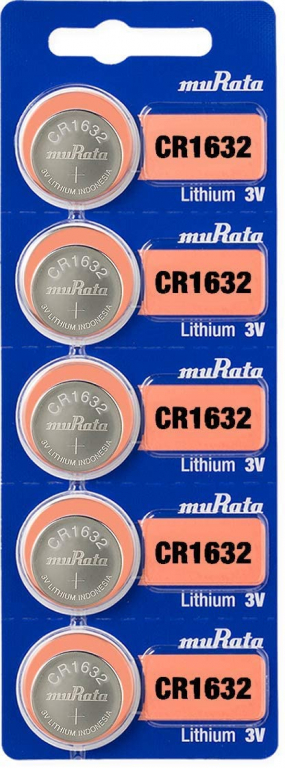 muRata
CR1632
Lithium 3V
CR1632
muRata
+
3V LITHIUM INDONESIA
muRata
CR1632
Lithium 3V
CR1632
muRata
+
3V LITHIUM INDONESIA
muRata
CR1632
Lithium 3V
CR1632
muRata
+
3V LITHIUM INDONESIA
muRata
CR1632
Lithium 3V
CR1632
muRata
+
3V LITHIUM INDONESIA
muRata
CR1632
Lithium 3V
CR1632
muRata
+
3V LITHIUM INDONESIA